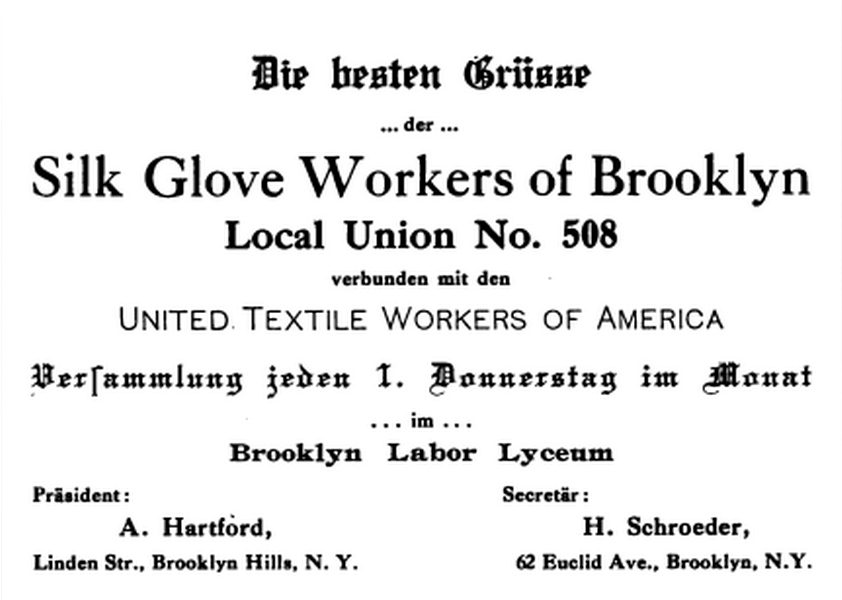 Die besten Grüsse
... der ...
Silk Glove Workers of Brooklyn
Local Union No. 508
verbunden mit den
UNITED TEXTILE WORKERS OF AMERICA
Verſammlung jeden 1. Donnerstag im Monat
... im ...
Brooklyn Labor Lyceum
Präsident: Secretär:
A. Hartford, H. Schroeder,
Linden Str., Brooklyn Hills, N. Y. 62 Euclid Ave., Brooklyn, N.Y.